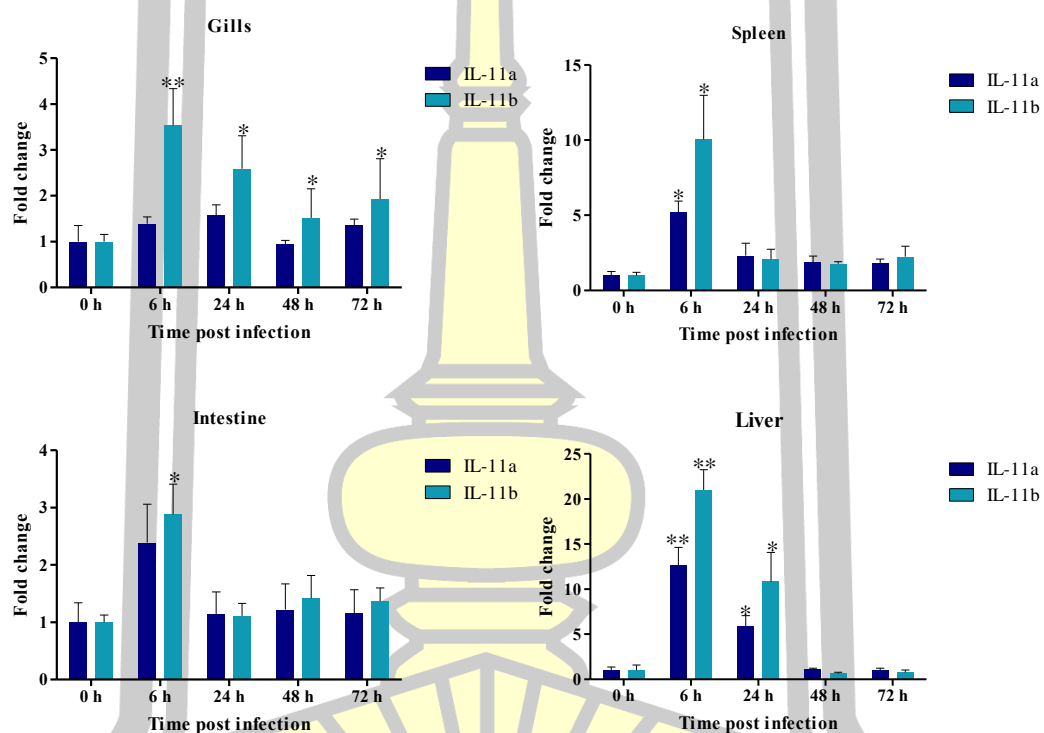 Gills
5
4
3
2
1
0
Fold change
**
*
*
*
0 h 6 h 24 h 48 h 72 h
Time post infection
IL-11a
IL-11b
Spleen
15
10
5
0
Fold change
*
*
0 h 6 h 24 h 48 h 72 h
Time post infection
IL-11a
IL-11b
Intestine
4
3
2
1
0
Fold change
*
0 h 6 h 24 h 48 h 72 h
Time post infection
IL-11a
IL-11b
Liver
25
20
15
10
5
0
Fold change
**
**
*
*
0 h 6 h 24 h 48 h 72 h
Time post infection
IL-11a
IL-11b